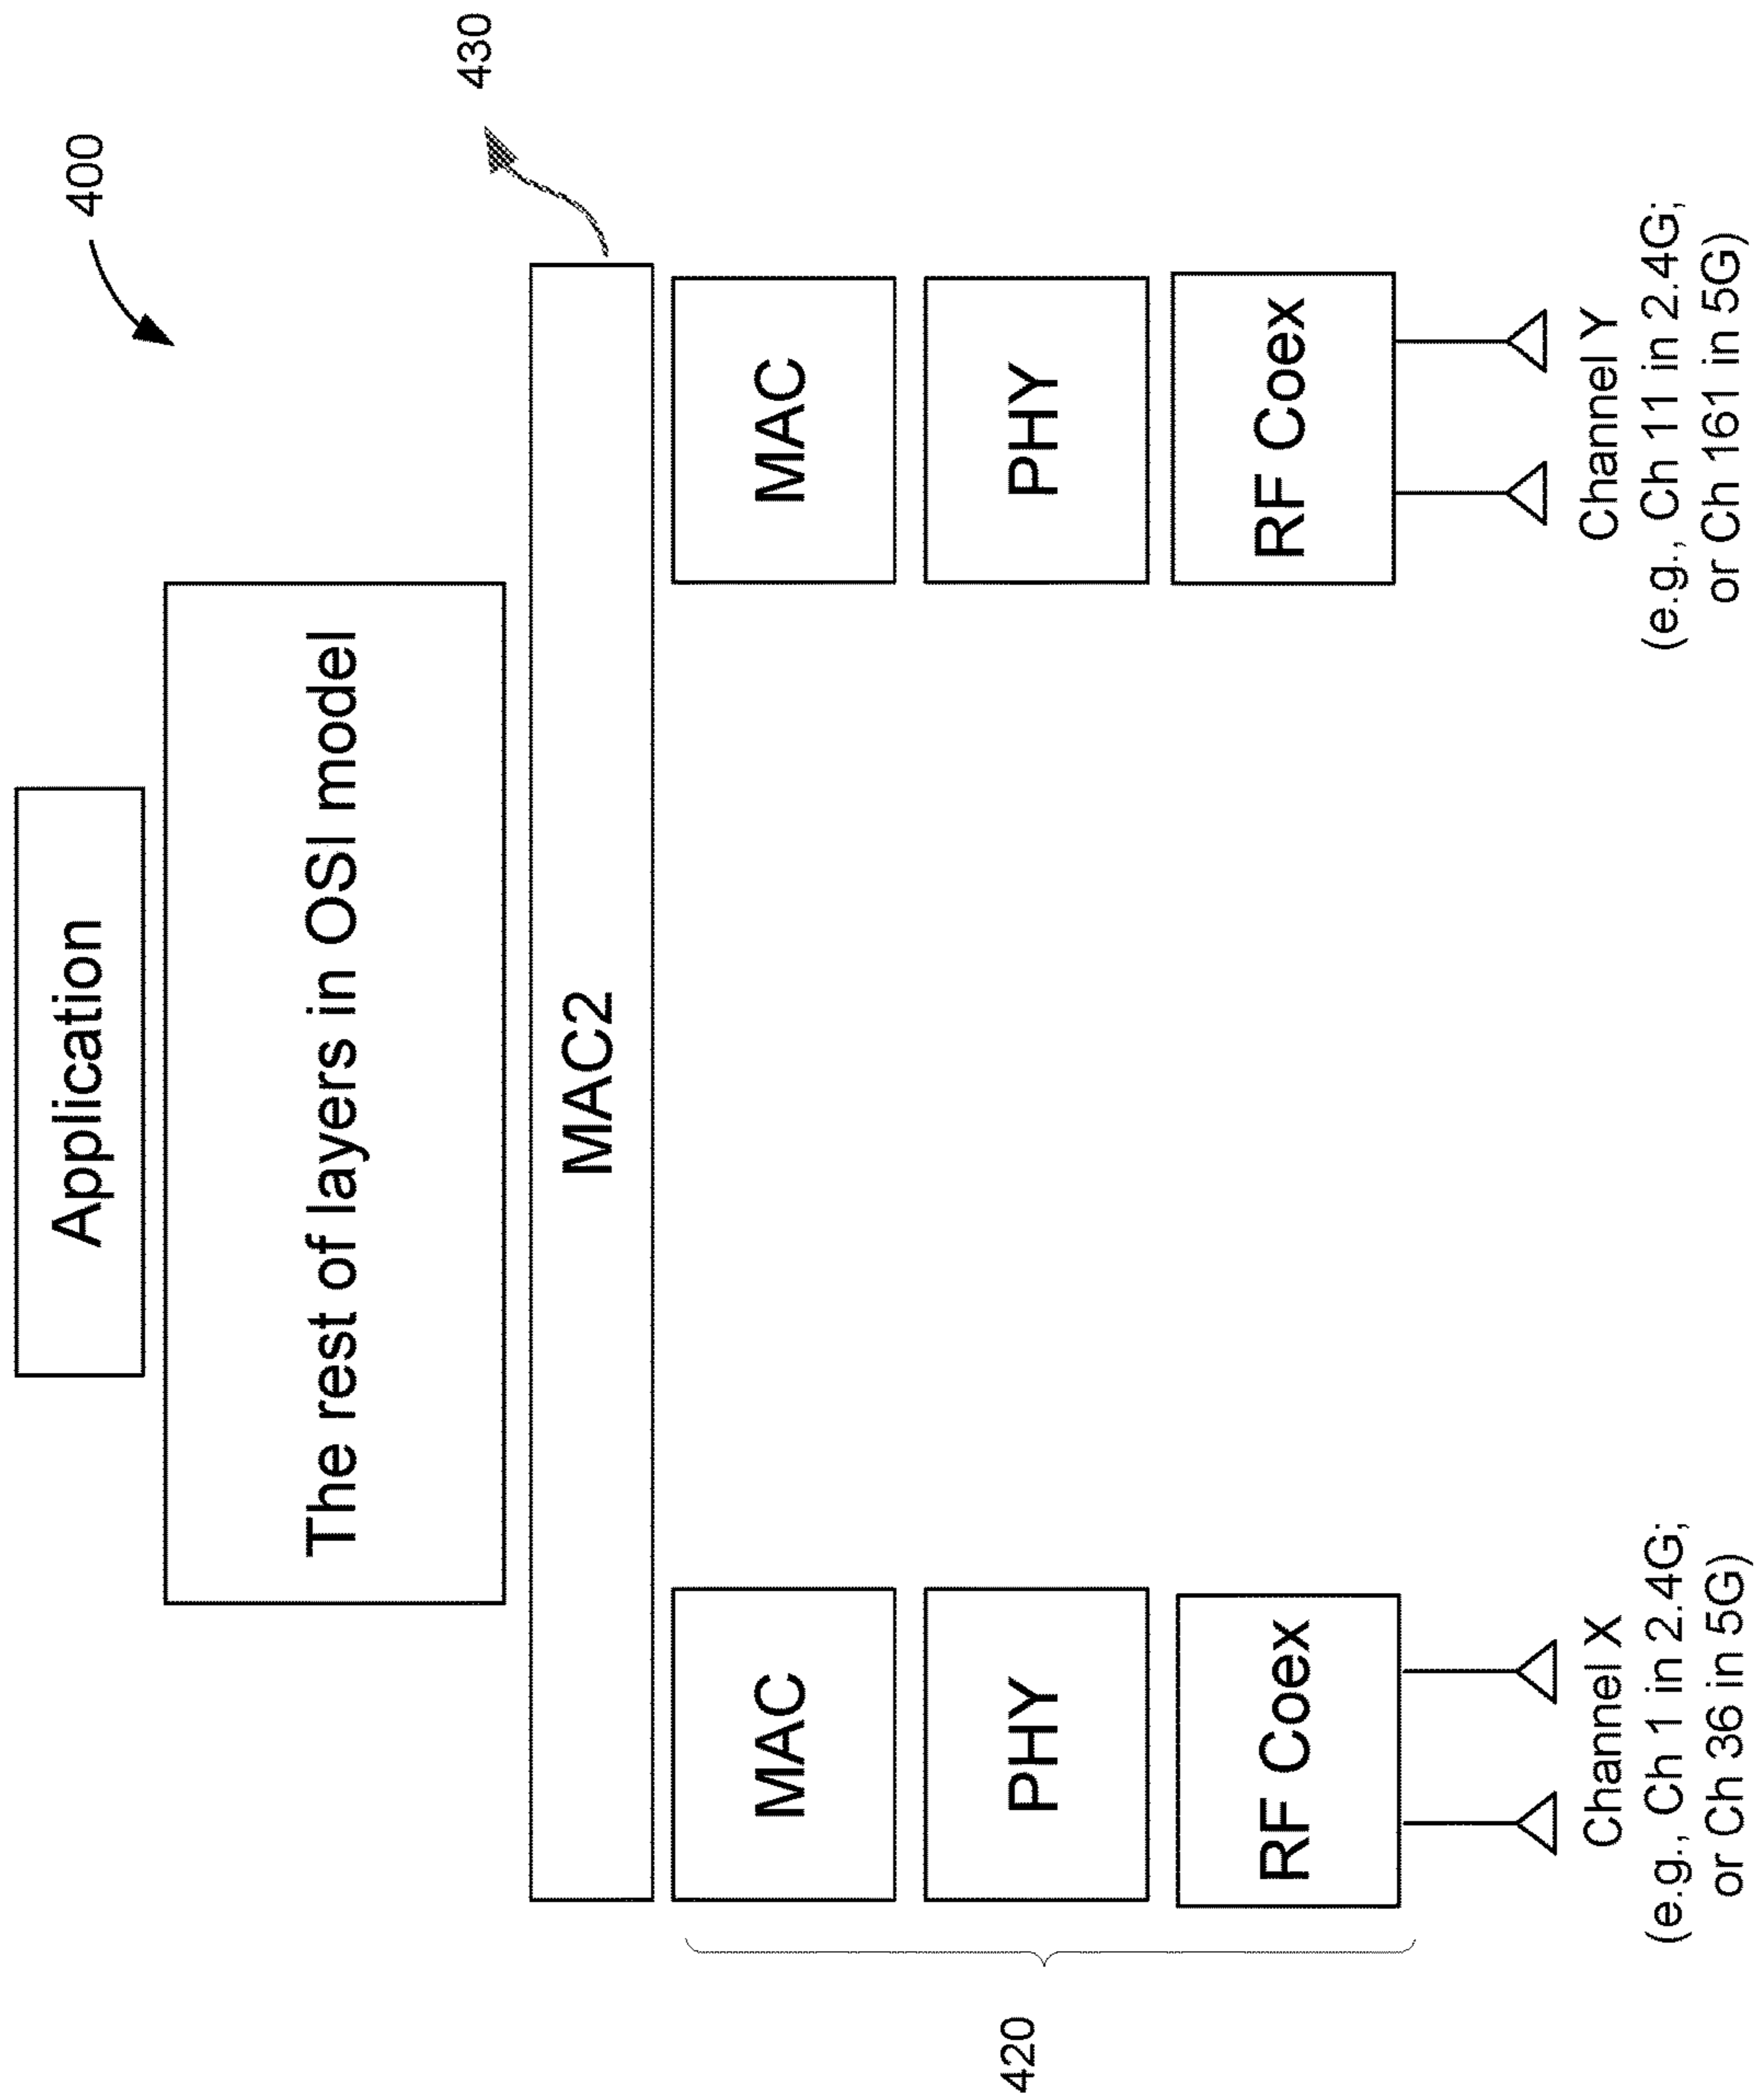 400
Application
The rest of layers in OSI model
430
MAC2
MAC
MAC
PHY
PHY
RF Coex
RF Coex
420
Channel X
(e.g., Ch 1 in 2.4G;
or Ch 36 in 5G)
Channel Y
(e.g., Ch 11 in 2.4G;
or Ch 161 in 5G)